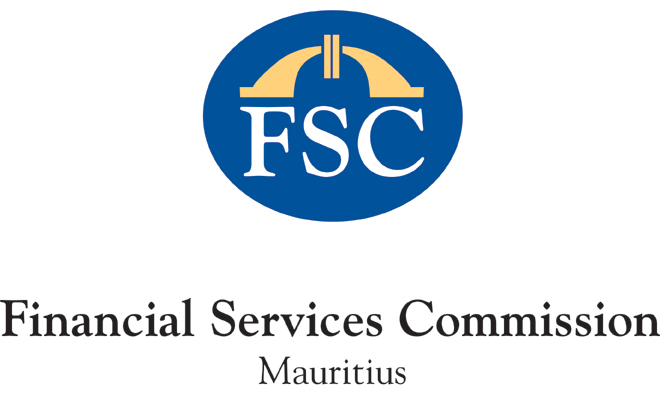 FSC
Financial Services Commission
Mauritius